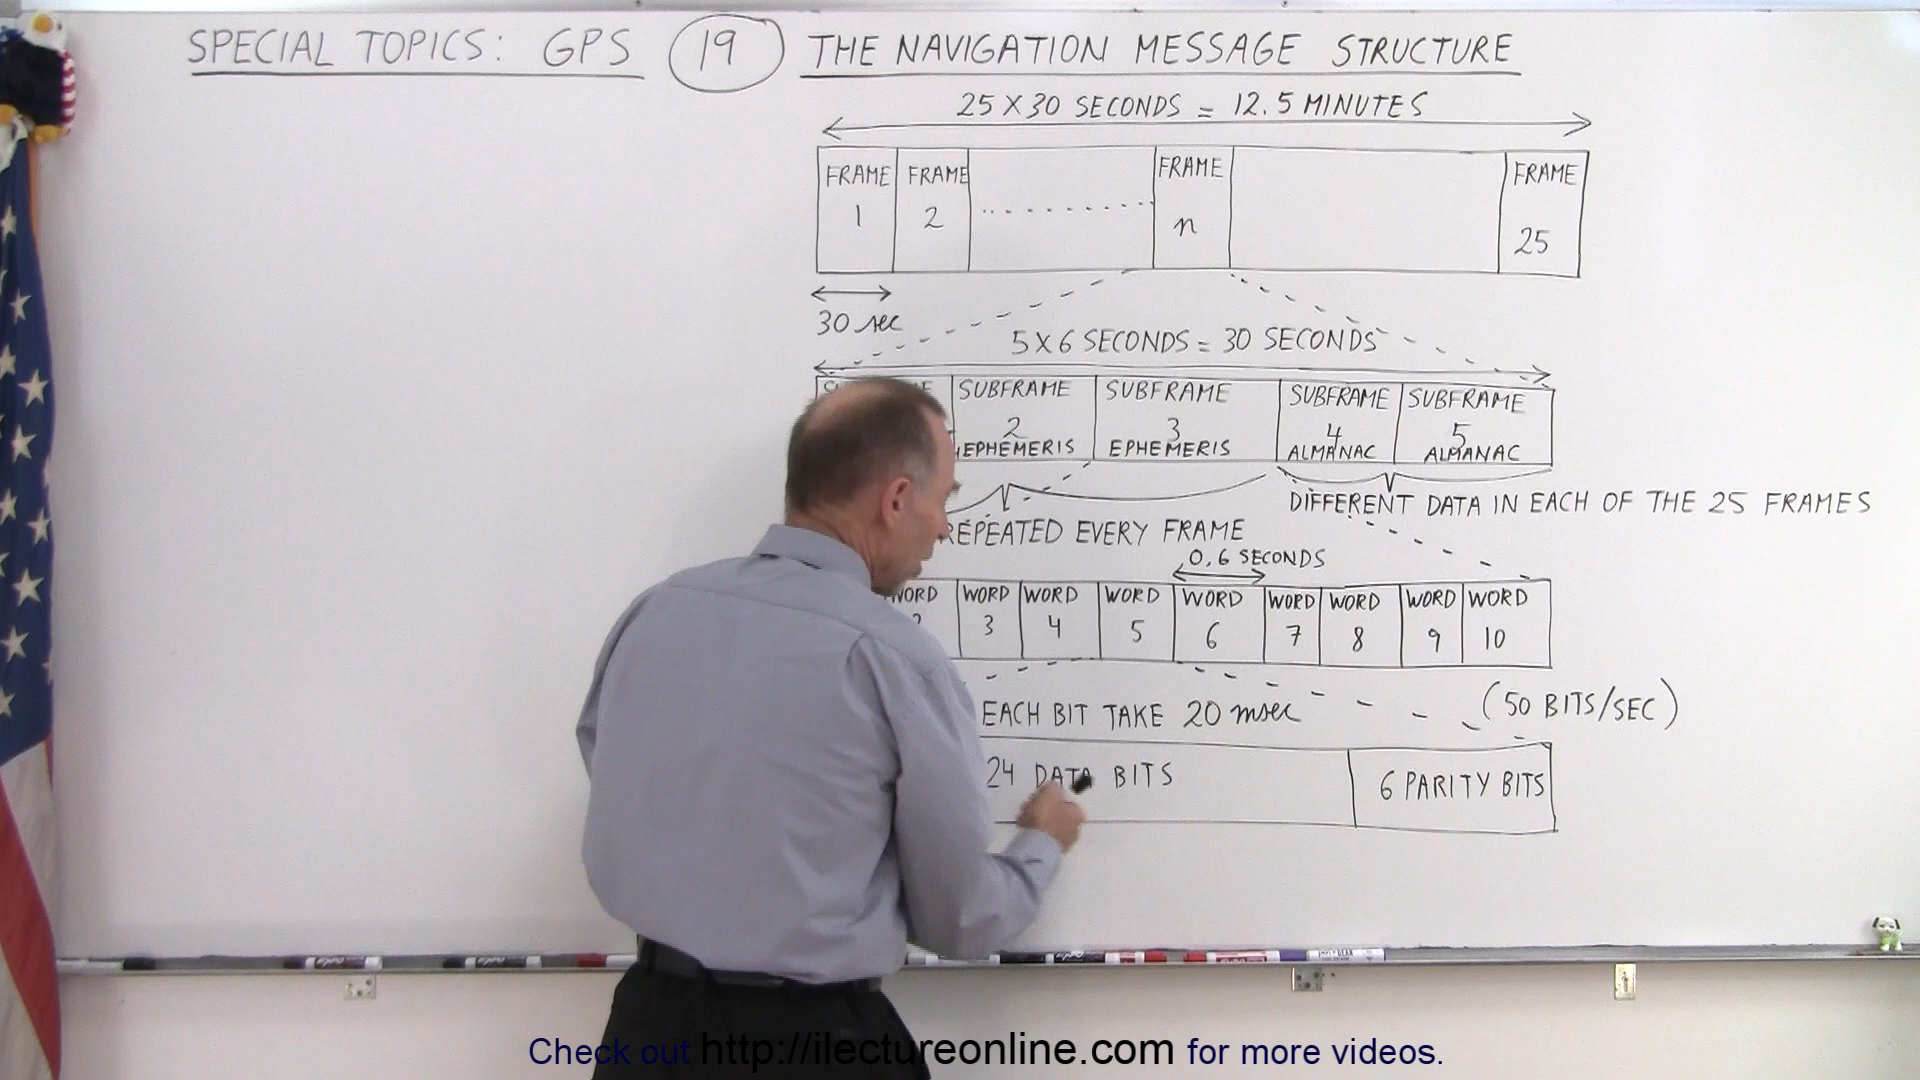 SPECIAL TOPICS: GPS 19 THE NAVIGATION MESSAGE STRUCTURE
25 X 30 SECONDS = 12.5 MINUTES
FRAME FRAME FRAME FRAME
1 2 .............. n 25
30 sec
5 X 6 SECONDS = 30 SECONDS
SUBFRAME SUBFRAME SUBFRAME SUBFRAME
2 3 4 5
EPHEMERIS EPHEMERIS ALMANAC ALMANAC
DIFFERENT DATA IN EACH OF THE 25 FRAMES
REPEATED EVERY FRAME
0.6 SECONDS
WORD WORD WORD WORD WORD WORD WORD WORD
3 4 5 6 7 8 9 10
EACH BIT TAKE 20 msec (50 BITS/SEC)
24 DATA BITS 6 PARITY BITS
Check out http://ilectureonline.com for more videos.